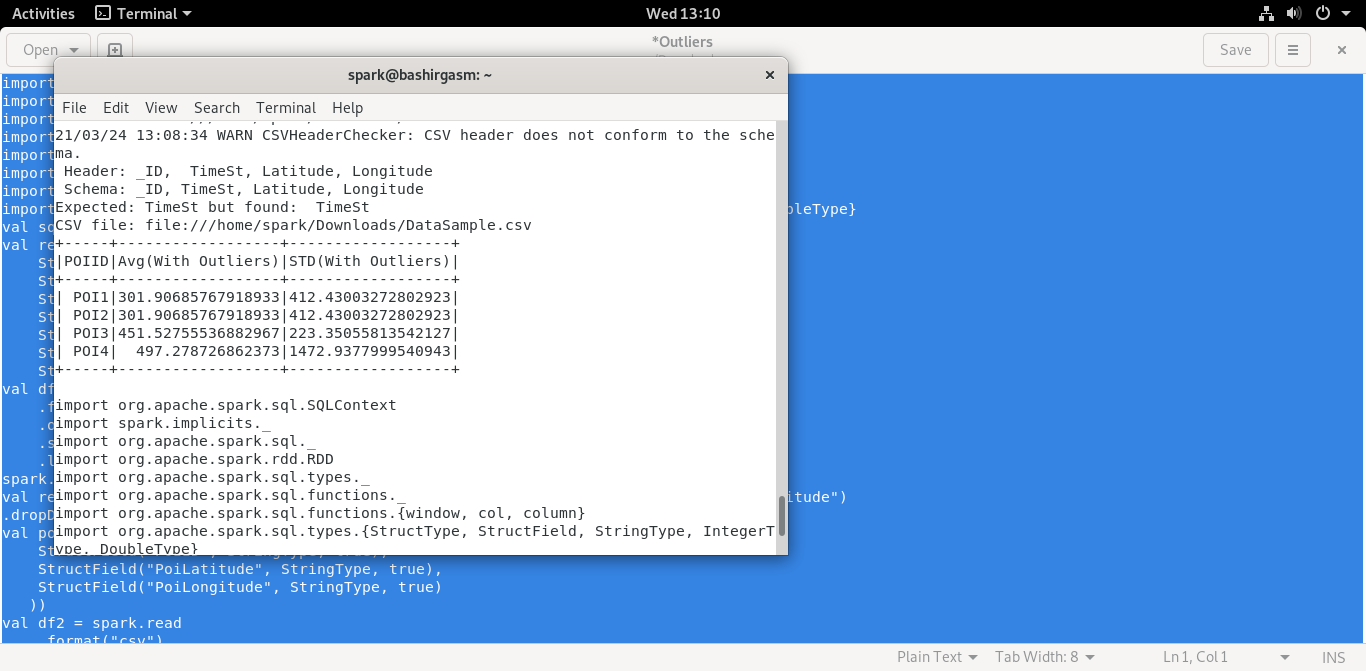 Activities Terminal Wed 13:10
Open *Outliers Save
spark@bashirgasm: ~
File Edit View Search Terminal Help
21/03/24 13:08:34 WARN CSVHeaderChecker: CSV header does not conform to the sche
ma.
 Header: _ID,  TimeSt, Latitude, Longitude
 Schema: _ID, TimeSt, Latitude, Longitude
Expected: TimeSt but found:  TimeSt
CSV file: file:///home/spark/Downloads/DataSample.csv
+-----+------------------+------------------+
|POIID|Avg(With Outliers)|STD(With Outliers)|
+-----+------------------+------------------+
| POI1|301.90685767918933|412.43003272802923|
| POI2|301.90685767918933|412.43003272802923|
| POI3|451.52755536882967|223.35055813542127|
| POI4|  497.278726862373|1472.9377999540943|
+-----+------------------+------------------+
import org.apache.spark.sql.SQLContext
import spark.implicits._
import org.apache.spark.sql._
import org.apache.spark.rdd.RDD
import org.apache.spark.sql.types._
import org.apache.spark.sql.functions._
import org.apache.spark.sql.functions.{window, col, column}
import org.apache.spark.sql.types.{StructType, StructField, StringType, IntegerT
ype, DoubleType}
import
import
import
import
import
import
import
import bleType}
val so
val re
St
St
St
St
St
St
St
val df
.f
.o
.s
.l
spark.
val re itude")
.dropD
val po
St
StructField("PoiLatitude", StringType, true),
StructField("PoiLongitude", StringType, true)
))
val df2 = spark.read
.format("csv")
Plain Text Tab Width: 8 Ln 1, Col 1 INS